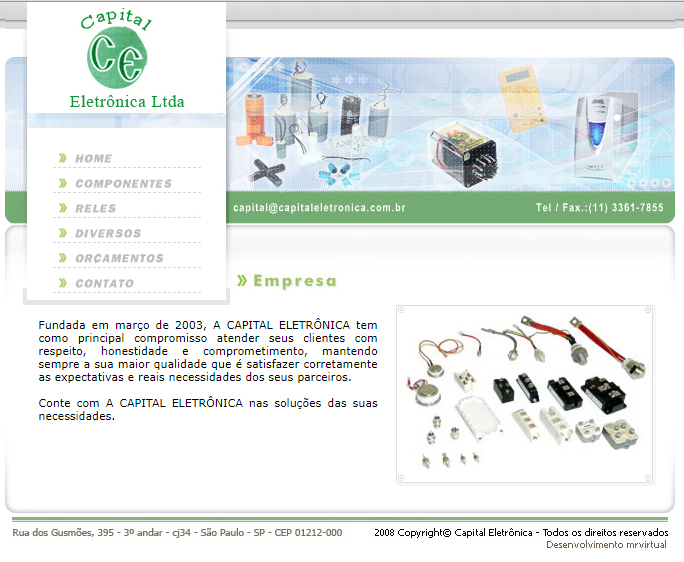 Capital
CE
Eletrônica Ltda
HOME
COMPONENTES
RELES
DIVERSOS
ORÇAMENTOS
CONTATO
capital@capitaleletronica.com.br
Tel / Fax.:(11) 3361-7855
Empresa
Fundada em março de 2003, A CAPITAL ELETRÔNICA tem
como principal compromisso atender seus clientes com
respeito, honestidade e comprometimento, mantendo
sempre a sua maior qualidade que é satisfazer corretamente
as expectativas e reais necessidades dos seus parceiros.
Conte com A CAPITAL ELETRÔNICA nas soluções das suas
necessidades.
Rua dos Gusmões, 395 - 3º andar - cj34 - São Paulo - SP - CEP 01212-000
2008 Copyright© Capital Eletrônica - Todos os direitos reservados
Desenvolvimento mrvirtual